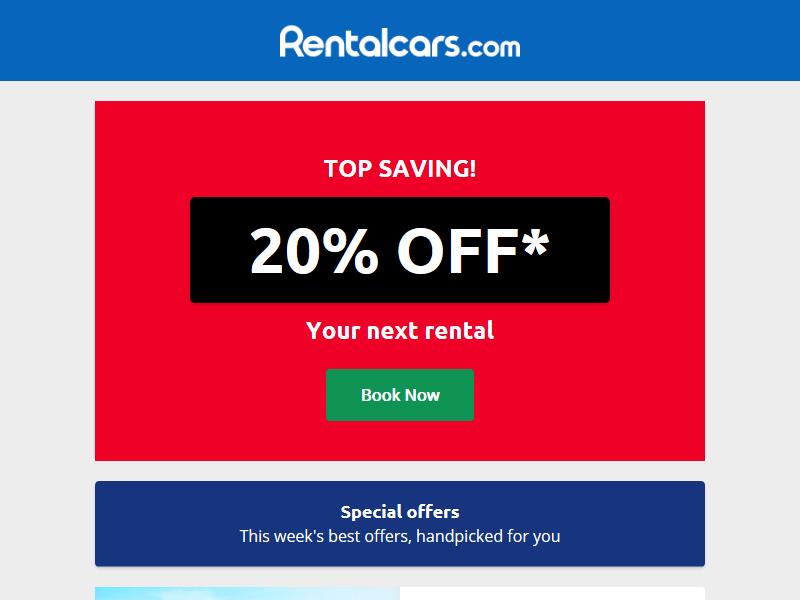 Rentalcars.com
TOP SAVING!
20% OFF*
Your next rental
Book Now
Special offers
This week's best offers, handpicked for you